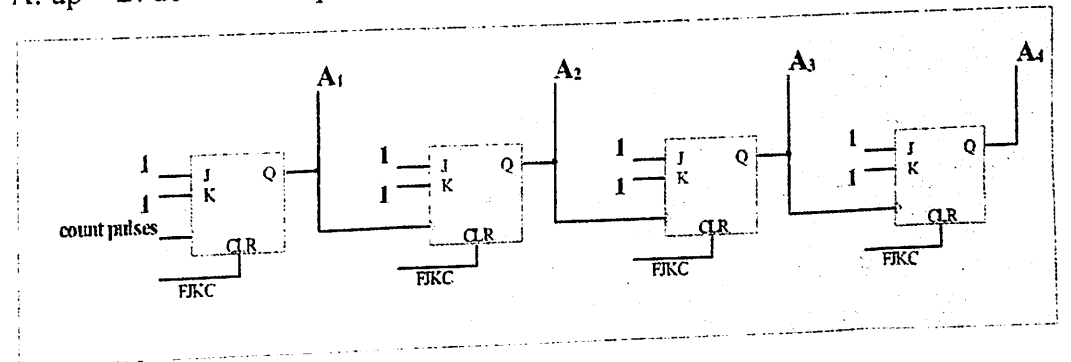 A. up
A₁ A₂ A₃ A₄
1 J Q 1 J Q 1 J Q 1 J Q
1 K 1 K 1 K 1 K
count pulses
CLR CLR CLR CLR
FJKC FJKC FJKC FJKC